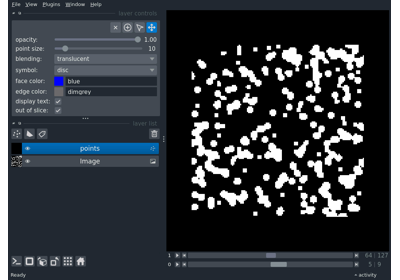 File View Plugins Window Help
layer controls
opacity: 1.00
point size: 10
blending: translucent
symbol: disc
face color: blue
edge color: dimgrey
display text:
out of slice:
layer list
points
Image
1 64 127
0 5 9
Ready
activity